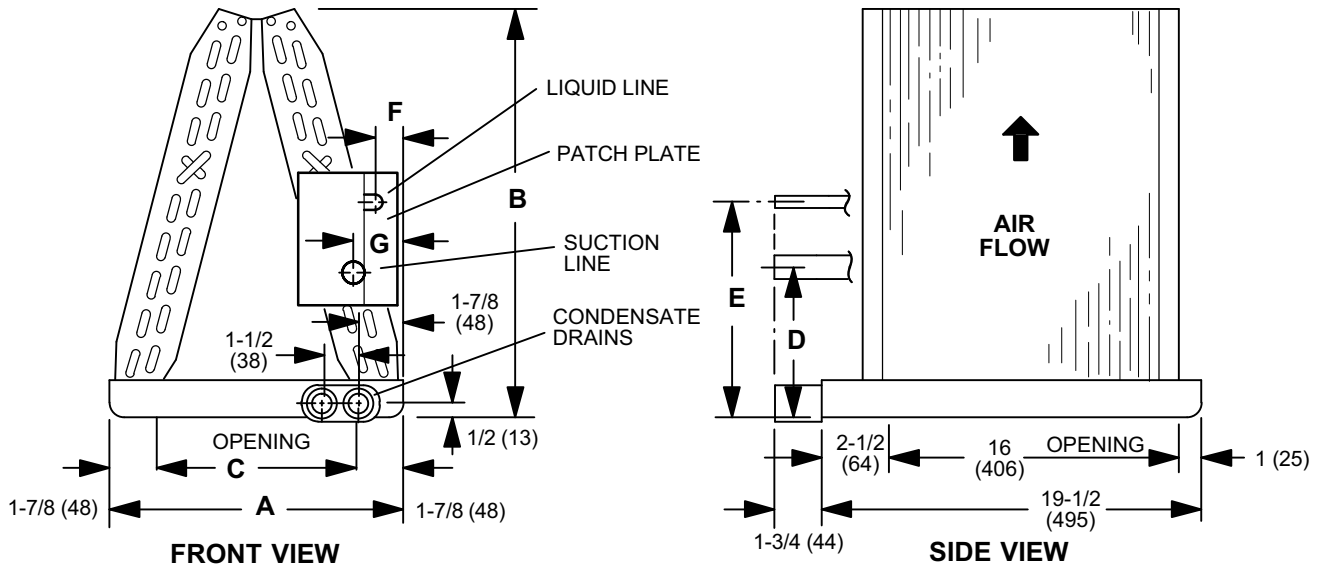 F
LIQUID LINE
PATCH PLATE
B
G
SUCTION
LINE
1-7/8
(48)
1-1/2
(38)
CONDENSATE
DRAINS
1/2 (13)
OPENING
C
1-7/8 (48)
A
1-7/8 (48)
FRONT VIEW
AIR
FLOW
E
D
2-1/2
(64)
16
(406)
OPENING
1 (25)
19-1/2
(495)
1-3/4 (44)
SIDE VIEW